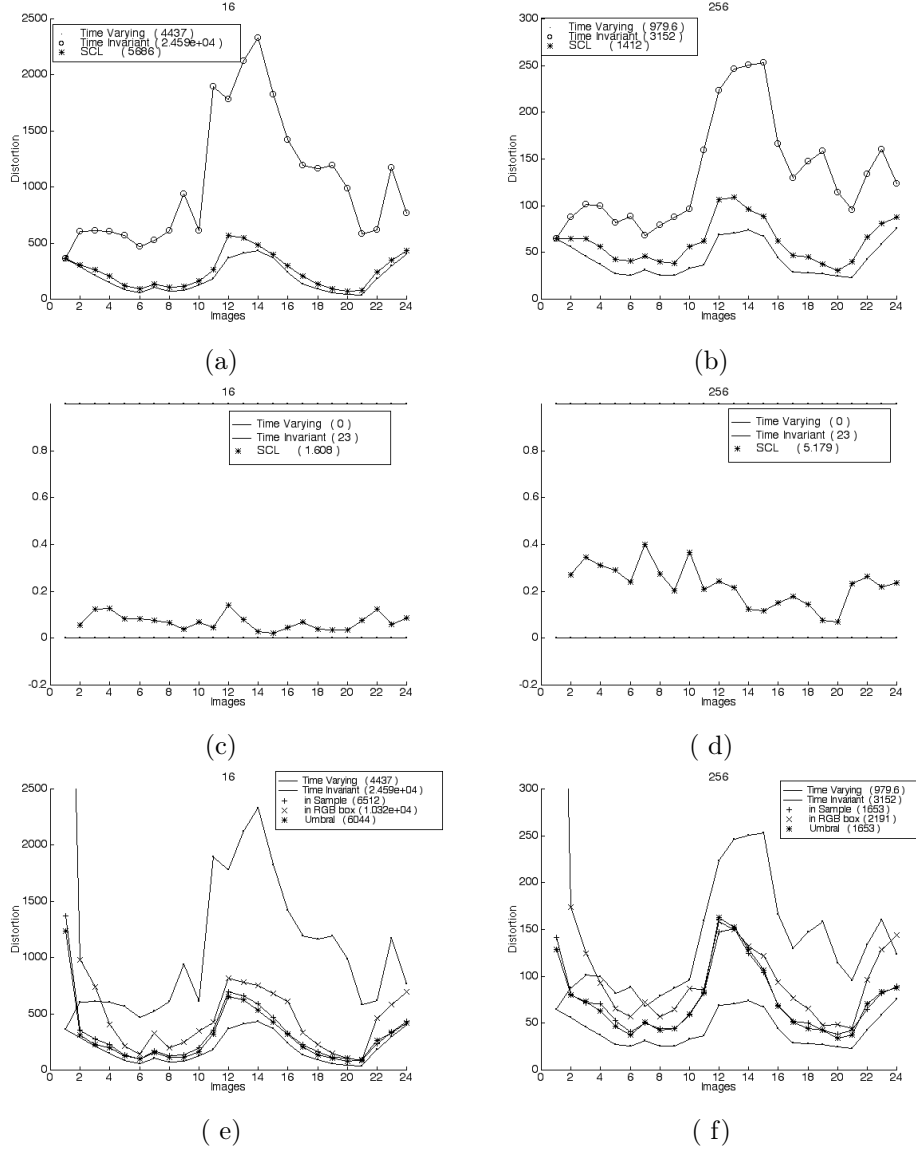 16
2500
2000
1500
1000
500
0
Distortion
Time Varying ( 4437)
Time Invariant ( 2.459e+04)
SCL ( 5686)
0 2 4 6 8 10 12 14 16 18 20 22 24
Images
(a)
256
300
250
200
150
100
50
0
Distortion
Time Varying ( 979.6)
Time Invariant ( 3152)
SCL ( 1412)
0 2 4 6 8 10 12 14 16 18 20 22 24
Images
(b)
16
0.8
0.6
0.4
0.2
0
-0.2
Time Varying ( 0)
Time Invariant ( 23)
SCL ( 1.608)
0 2 4 6 8 10 12 14 16 18 20 22 24
Images
(c)
256
0.8
0.6
0.4
0.2
0
-0.2
Time Varying ( 0)
Time Invariant ( 23)
SCL ( 5.179)
0 2 4 6 8 10 12 14 16 18 20 22 24
Images
( d)
16
2500
2000
1500
1000
500
0
Distortion
Time Varying (4437)
Time Invariant (2.459e+04)
in Sample (6512)
in RGB box (1.032e+04)
Umbral (6044)
0 2 4 6 8 10 12 14 16 18 20 22 24
Images
( e)
256
300
250
200
150
100
50
0
Distortion
Time Varying (979.6)
Time Invariant (3152)
in Sample (1653)
in RGB box (2191)
Umbral (1653)
0 2 4 6 8 10 12 14 16 18 20 22 24
Images
( f)